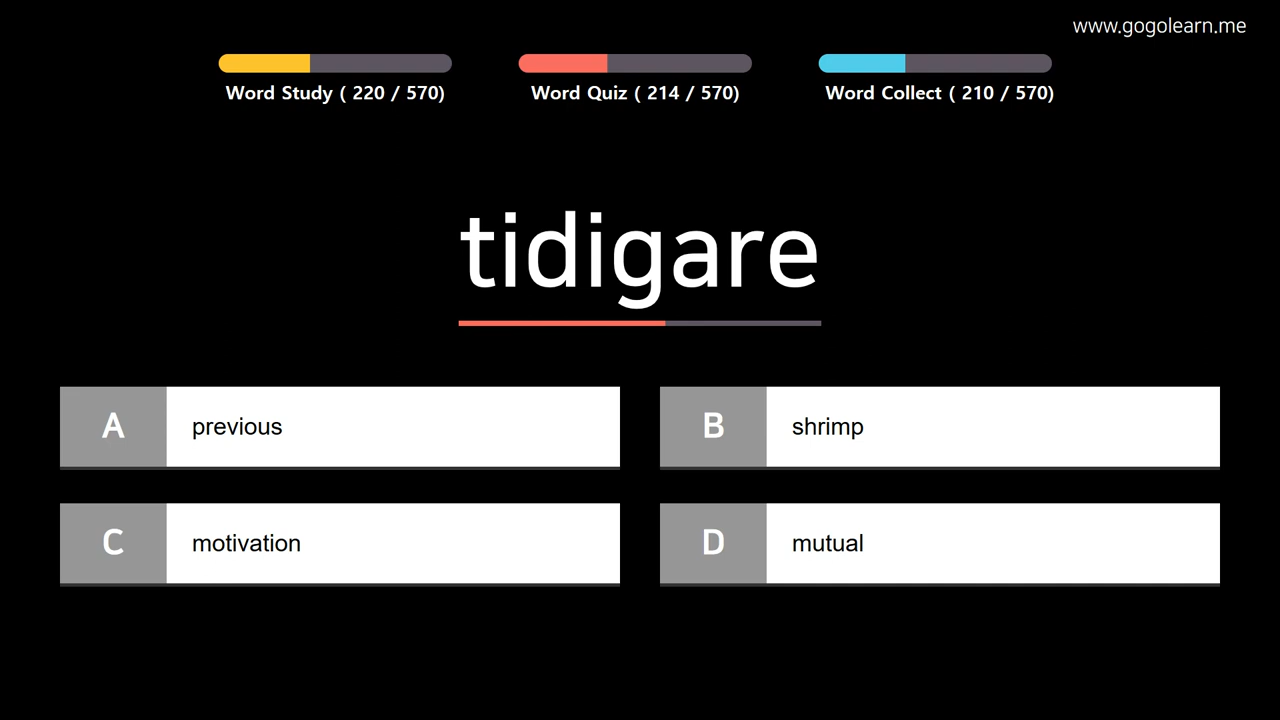 www.gogolearn.me
Word Study ( 220 / 570)
Word Quiz ( 214 / 570)
Word Collect ( 210 / 570)
tidigare
A previous
B shrimp
C motivation
D mutual